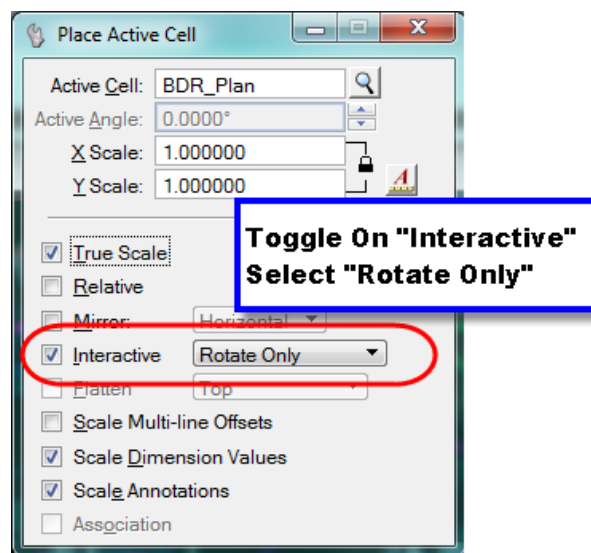 Place Active Cell
Active Cell: BDR_Plan
Active Angle: 0.0000°
X Scale: 1.000000
Y Scale: 1.000000
A
Toggle On "Interactive"
Select "Rotate Only"
True Scale
Relative
Mirror: Horizontal
Interactive Rotate Only
Flatten Top
Scale Multi-line Offsets
Scale Dimension Values
Scale Annotations
Association